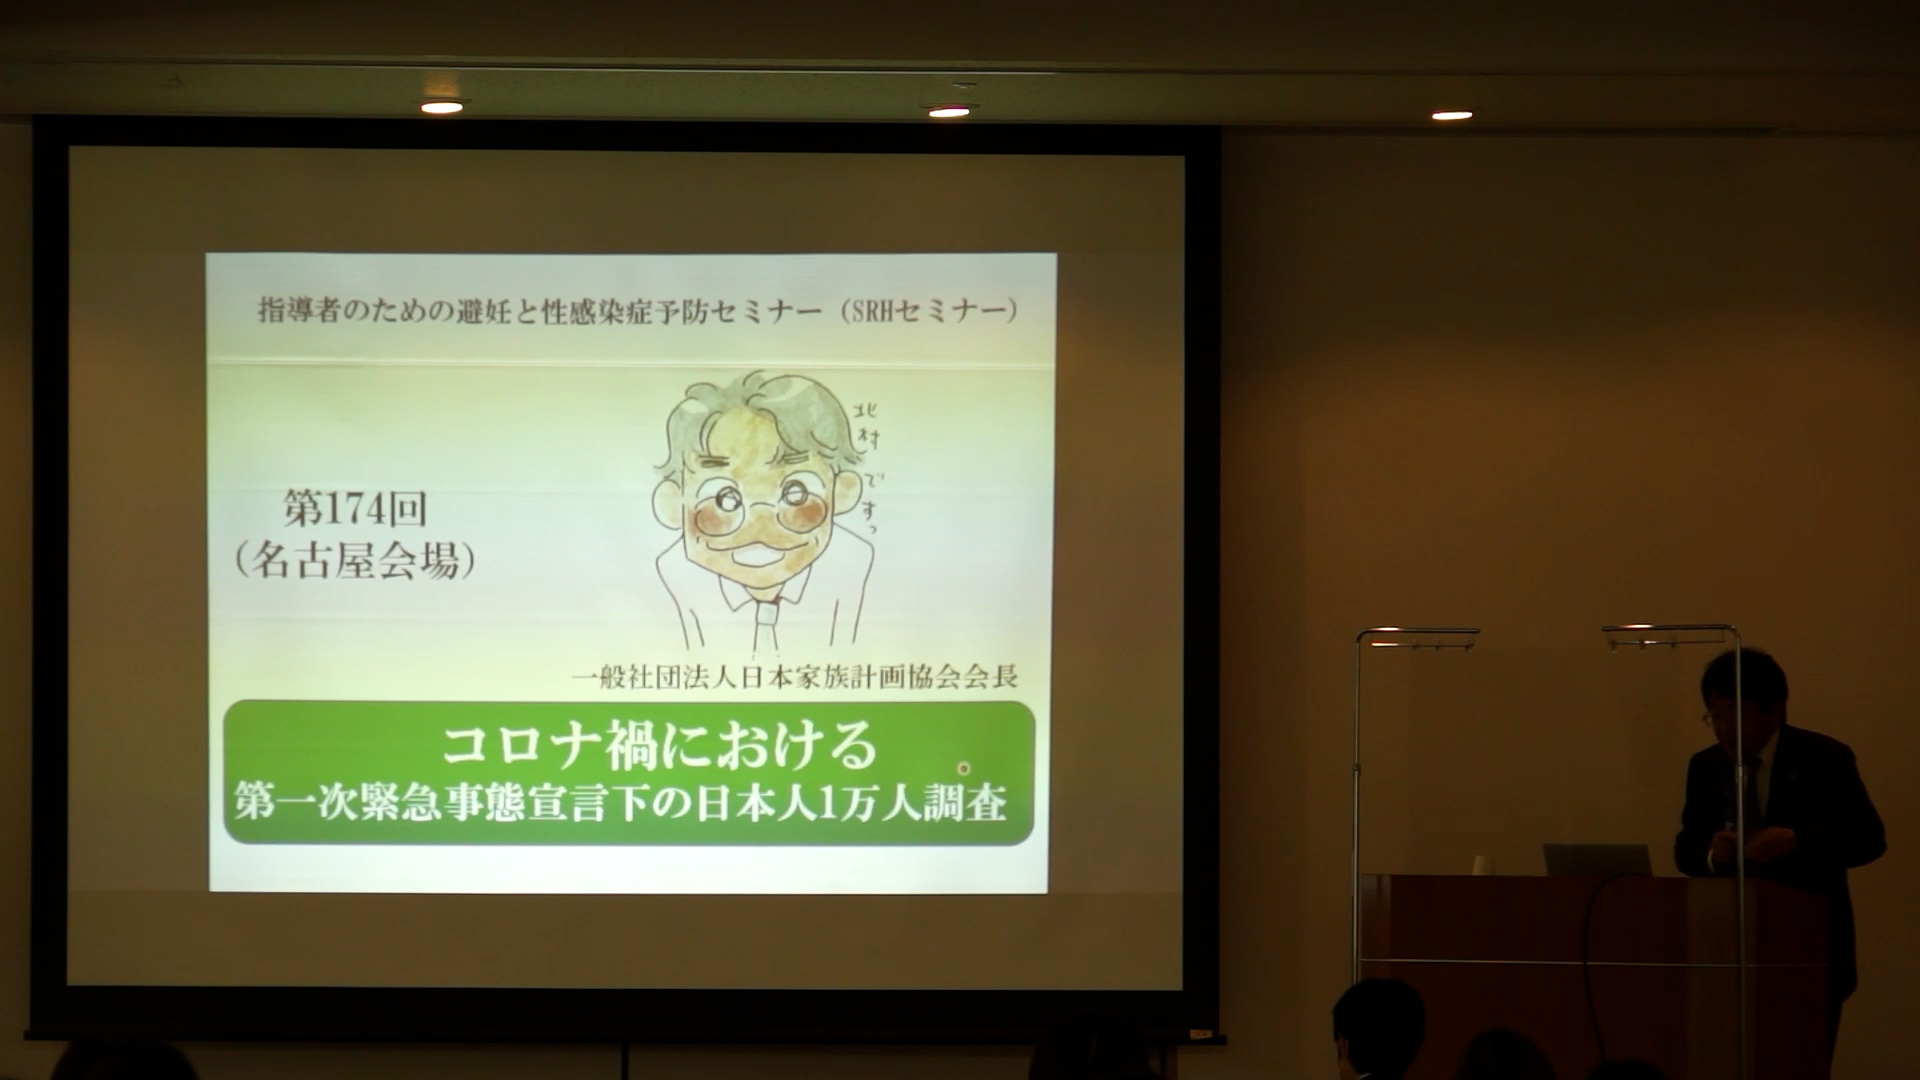 指導者のための避妊と性感染症予防セミナー（SRHセミナー）
北村ですっ
第174回
（名古屋会場）
一般社団法人日本家族計画協会会長
コロナ禍における
第一次緊急事態宣言下の日本人1万人調査